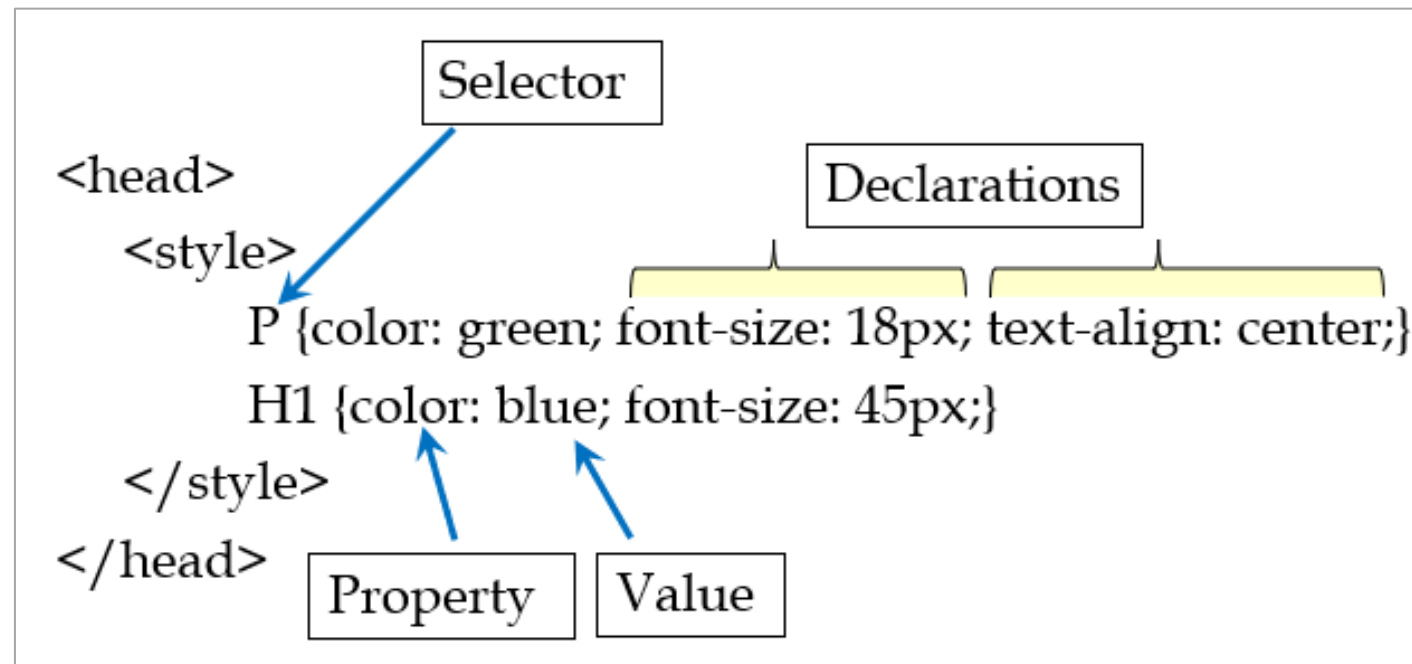 Selector
<head>
Declarations
<style>
P {color: green; font-size: 18px; text-align: center;}
H1 {color: blue; font-size: 45px;}
</style>
</head>
Property
Value